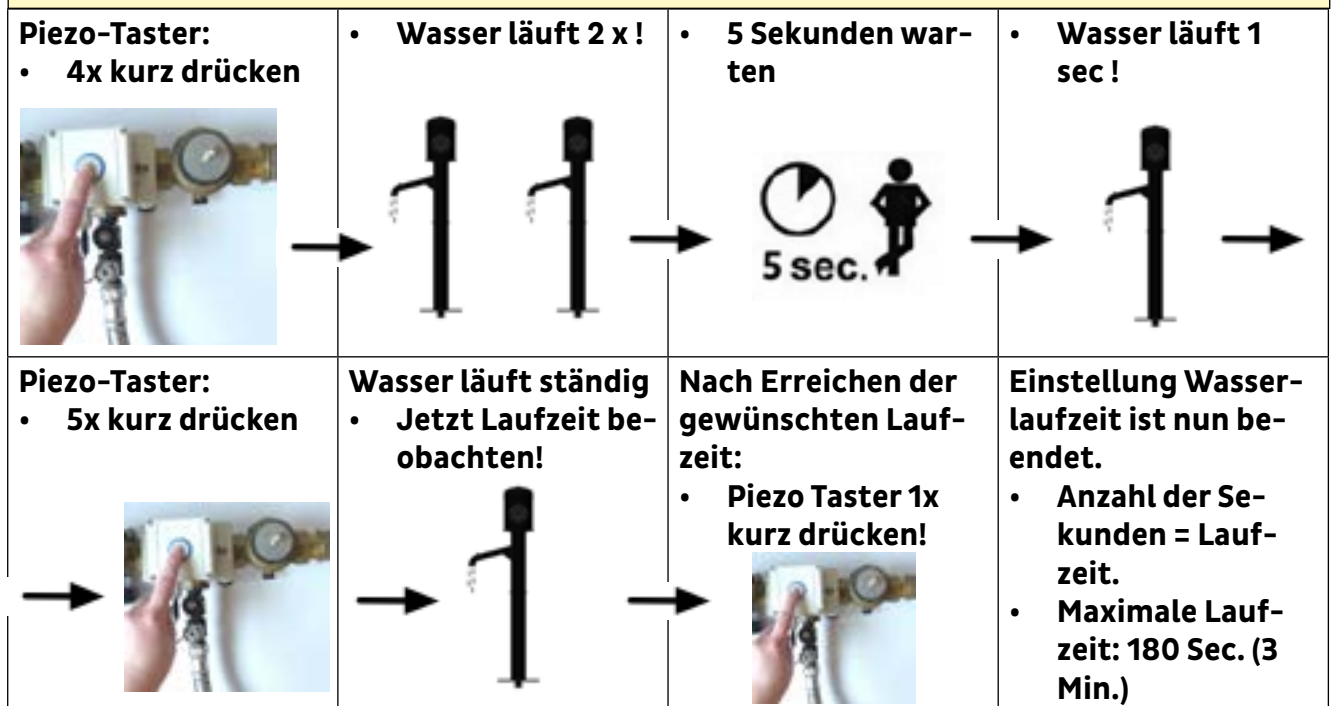 Piezo-Taster:
• 4x kurz drücken
• Wasser läuft 2 x !
• 5 Sekunden war-
ten
5 sec.
• Wasser läuft 1
sec !
Piezo-Taster:
• 5x kurz drücken
Wasser läuft ständig
• Jetzt Laufzeit be-
obachten!
Nach Erreichen der
gewünschten Lauf-
zeit:
• Piezo Taster 1x
kurz drücken!
Einstellung Wasser-
laufzeit ist nun be-
endet.
• Anzahl der Se-
kunden = Lauf-
zeit.
• Maximale Lauf-
zeit: 180 Sec. (3
Min.)